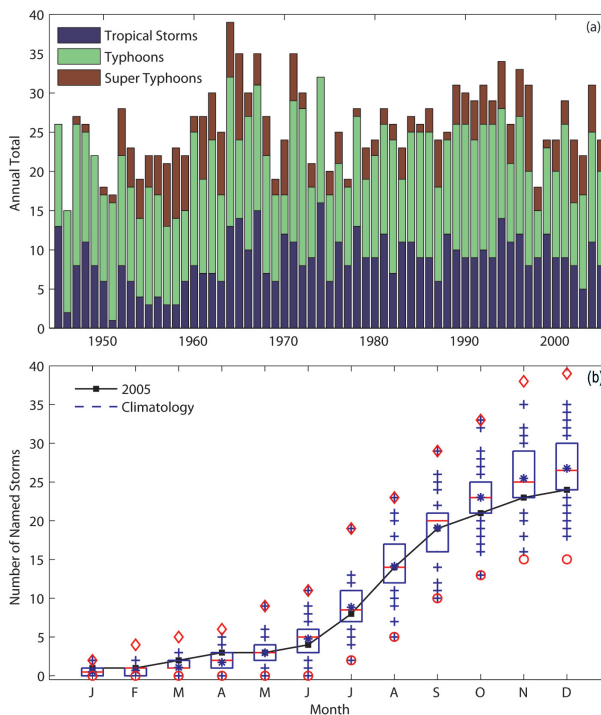 40
35
30
25
20
15
10
5
0
Annual Total
Tropical Storms
Typhoons
Super Typhoons
(a)
1950 1960 1970 1980 1990 2000
40
35
30
25
20
15
10
5
0
Number of Named Storms
2005
Climatology
(b)
J F M A M J J A S O N D
Month